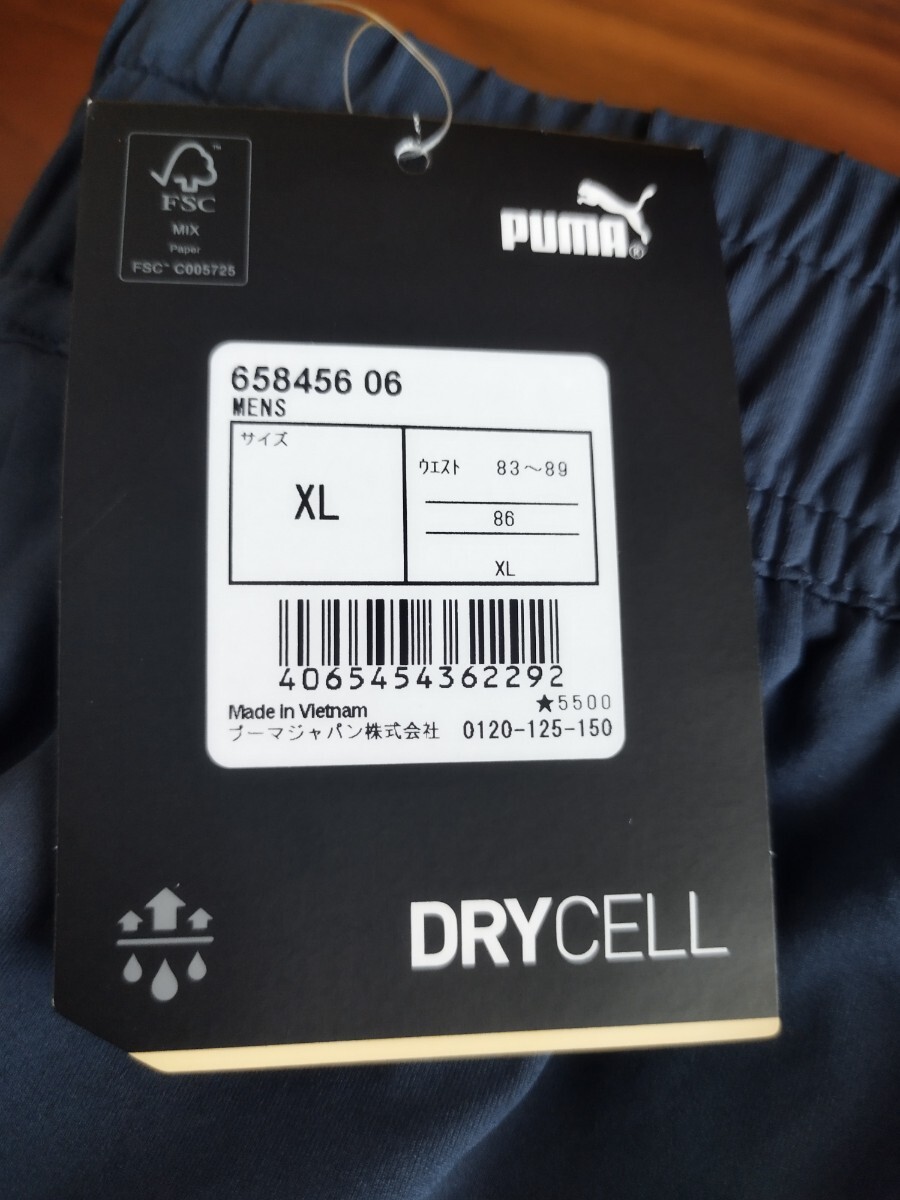 FSC
MIX
Paper
FSC™ C005725
PUMA®
658456 06
MENS
サイズ
XL
ウエスト 83～89
86
XL
4065454362292
★5500
Made in Vietnam
プーマジャパン株式会社 0120-125-150
DRYCELL